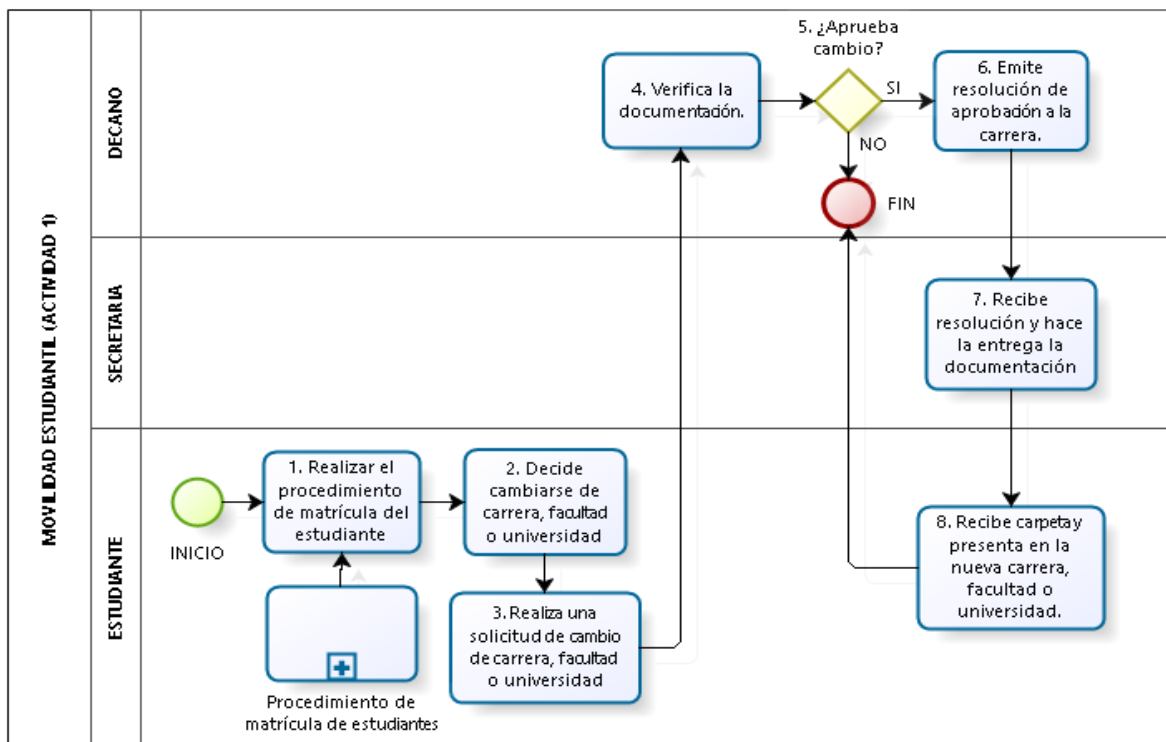 MOVILIDAD ESTUDIANTIL (ACTIVIDAD 1)
DECANO
4. Verifica la
documentación.
5. ¿Aprueba
cambio?
SI
NO
FIN
6. Emite
resolución de
aprobación a la
carrera.
SECRETARIA
7. Recibe
resolución y hace
la entrega la
documentación
ESTUDIANTE
INICIO
1. Realizar el
procedimiento
de matrícula del
estudiante
Procedimiento de
matrícula de estudiantes
2. Decide
cambiarse de
carrera, facultad
o universidad
3. Realiza una
solicitud de cambio
de carrera, facultad
o universidad
8. Recibe carpeta y
presenta en la
nueva carrera,
facultad o
universidad.